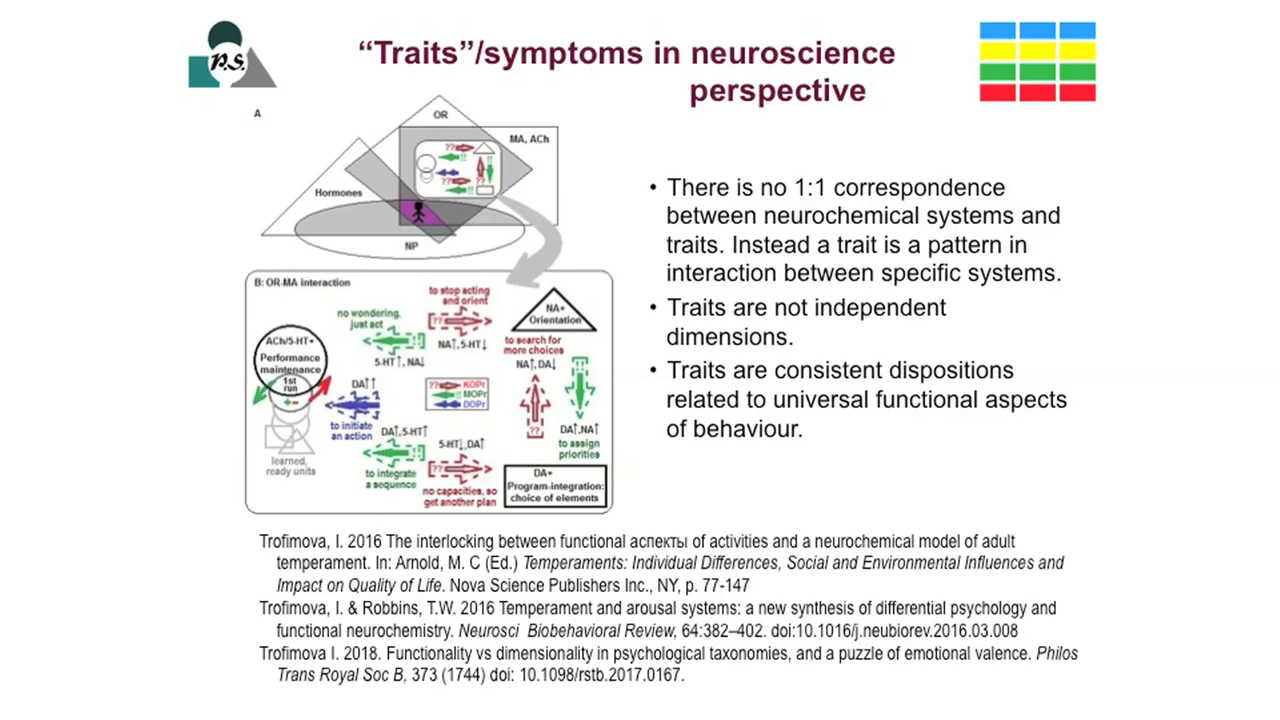 P.S.
“Traits”/symptoms in neuroscience
perspective
A
OR
MA, ACh
??
!!
??
!!
??
!!
Hormones
NP
B: OR-MA interaction
to stop acting
and orient
no wondering,
just act
??
!!
NA↑,5-HT↓
5-HT↑, NA↓
NA+
Orientation
to search for
more choices
NA↑,DA↓
ACh/5-HT+
Performance
maintenance
1st
run
+-
DA↑↑
to initiate
an action
?? KOPr
!! MOPr
DOPr
!!
??
DA↑,NA↑
to assign
priorities
DA↑,5-HT↑
5-HT↓,DA↑
!!
??
to integrate
a sequence
no capacities, so
get another plan
learned,
ready units
DA+
Program-integration:
choice of elements
• There is no 1:1 correspondence
between neurochemical systems and
traits. Instead a trait is a pattern in
interaction between specific systems.
• Traits are not independent
dimensions.
• Traits are consistent dispositions
related to universal functional aspects
of behaviour.
Trofimova, I. 2016 The interlocking between functional аспекты of activities and a neurochemical model of adult
temperament. In: Arnold, M. C (Ed.) Temperaments: Individual Differences, Social and Environmental Influences and
Impact on Quality of Life. Nova Science Publishers Inc., NY, p. 77-147
Trofimova, I. & Robbins, T.W. 2016 Temperament and arousal systems: a new synthesis of differential psychology and
functional neurochemistry. Neurosci Biobehavioral Review, 64:382–402. doi:10.1016/j.neubiorev.2016.03.008
Trofimova I. 2018. Functionality vs dimensionality in psychological taxonomies, and a puzzle of emotional valence. Philos
Trans Royal Soc B, 373 (1744) doi: 10.1098/rstb.2017.0167.